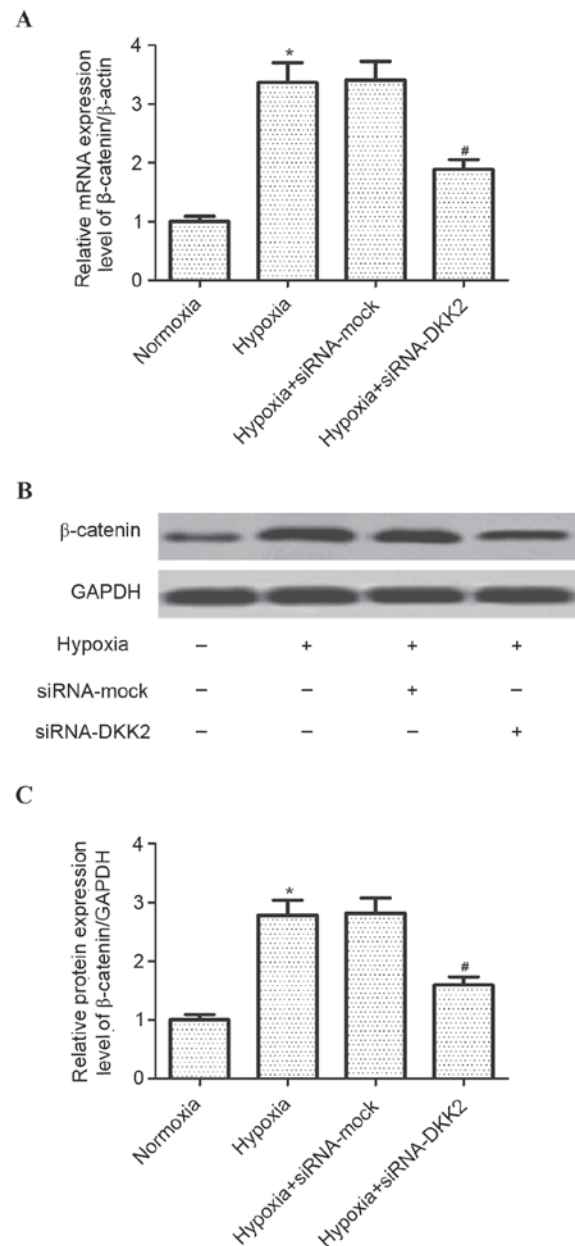 A
Relative mRNA expression
level of β-catenin/β-actin
4
3
2
1
0
*
#
Normoxia
Hypoxia
Hypoxia+siRNA-mock
Hypoxia+siRNA-DKK2
B
β-catenin
GAPDH
Hypoxia – + + +
siRNA-mock – – + –
siRNA-DKK2 – – – +
C
Relative protein expression
level of β-catenin/GAPDH
4
3
2
1
0
*
#
Normoxia
Hypoxia
Hypoxia+siRNA-mock
Hypoxia+siRNA-DKK2